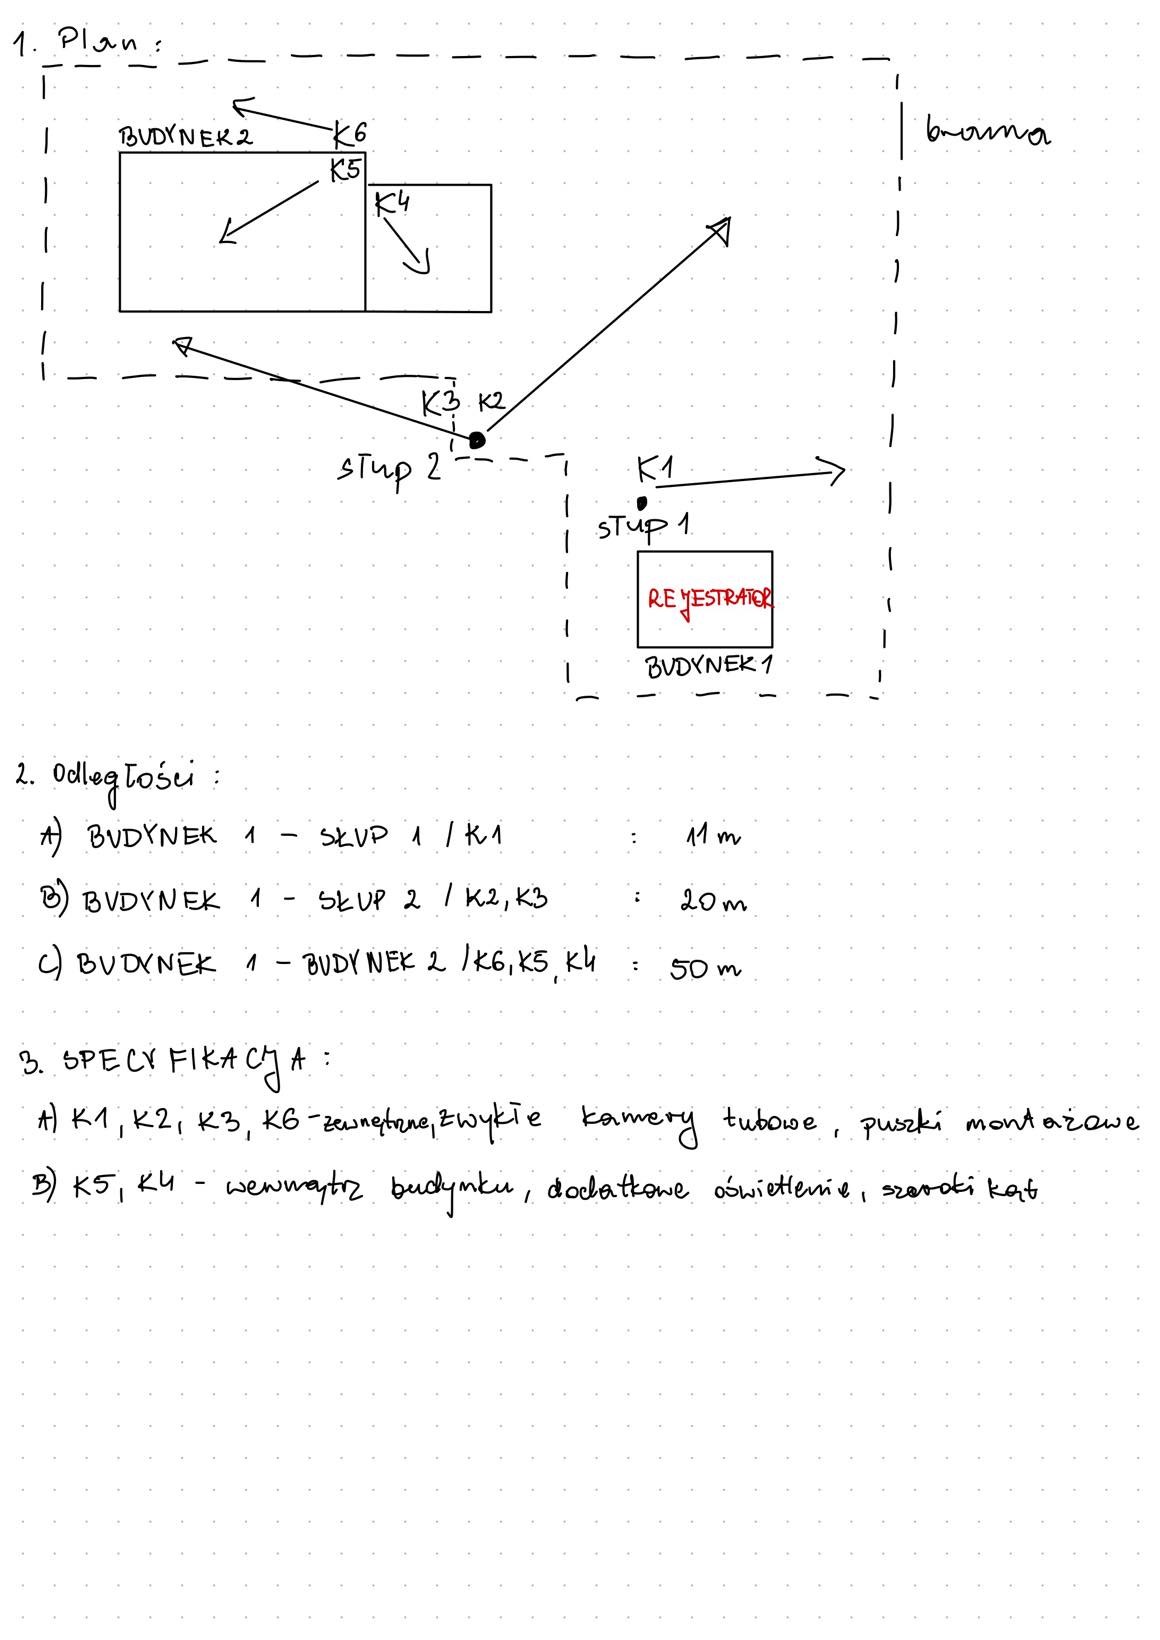 1. Plan:
brama
BUDYNEK2
K6
K5
K4
K3 K2
słup 2
K1
słup 1
REJESTRATOR
BUDYNEK 1
2. Odległości:
A) BUDYNEK 1 - SŁUP 1 / K1 : 11 m
B) BUDYNEK 1 - SŁUP 2 / K2, K3 : 20 m
C) BUDYNEK 1 - BUDYNEK 2 / K6, K5, K4 : 50 m
3. SPECYFIKACJA:
A) K1, K2, K3, K6 - zewnętrzne, zwykłe kamery tubowe, puszki montażowe
B) K5, K4 - wewnątrz budynku, dodatkowe oświetlenie, szeroki kąt